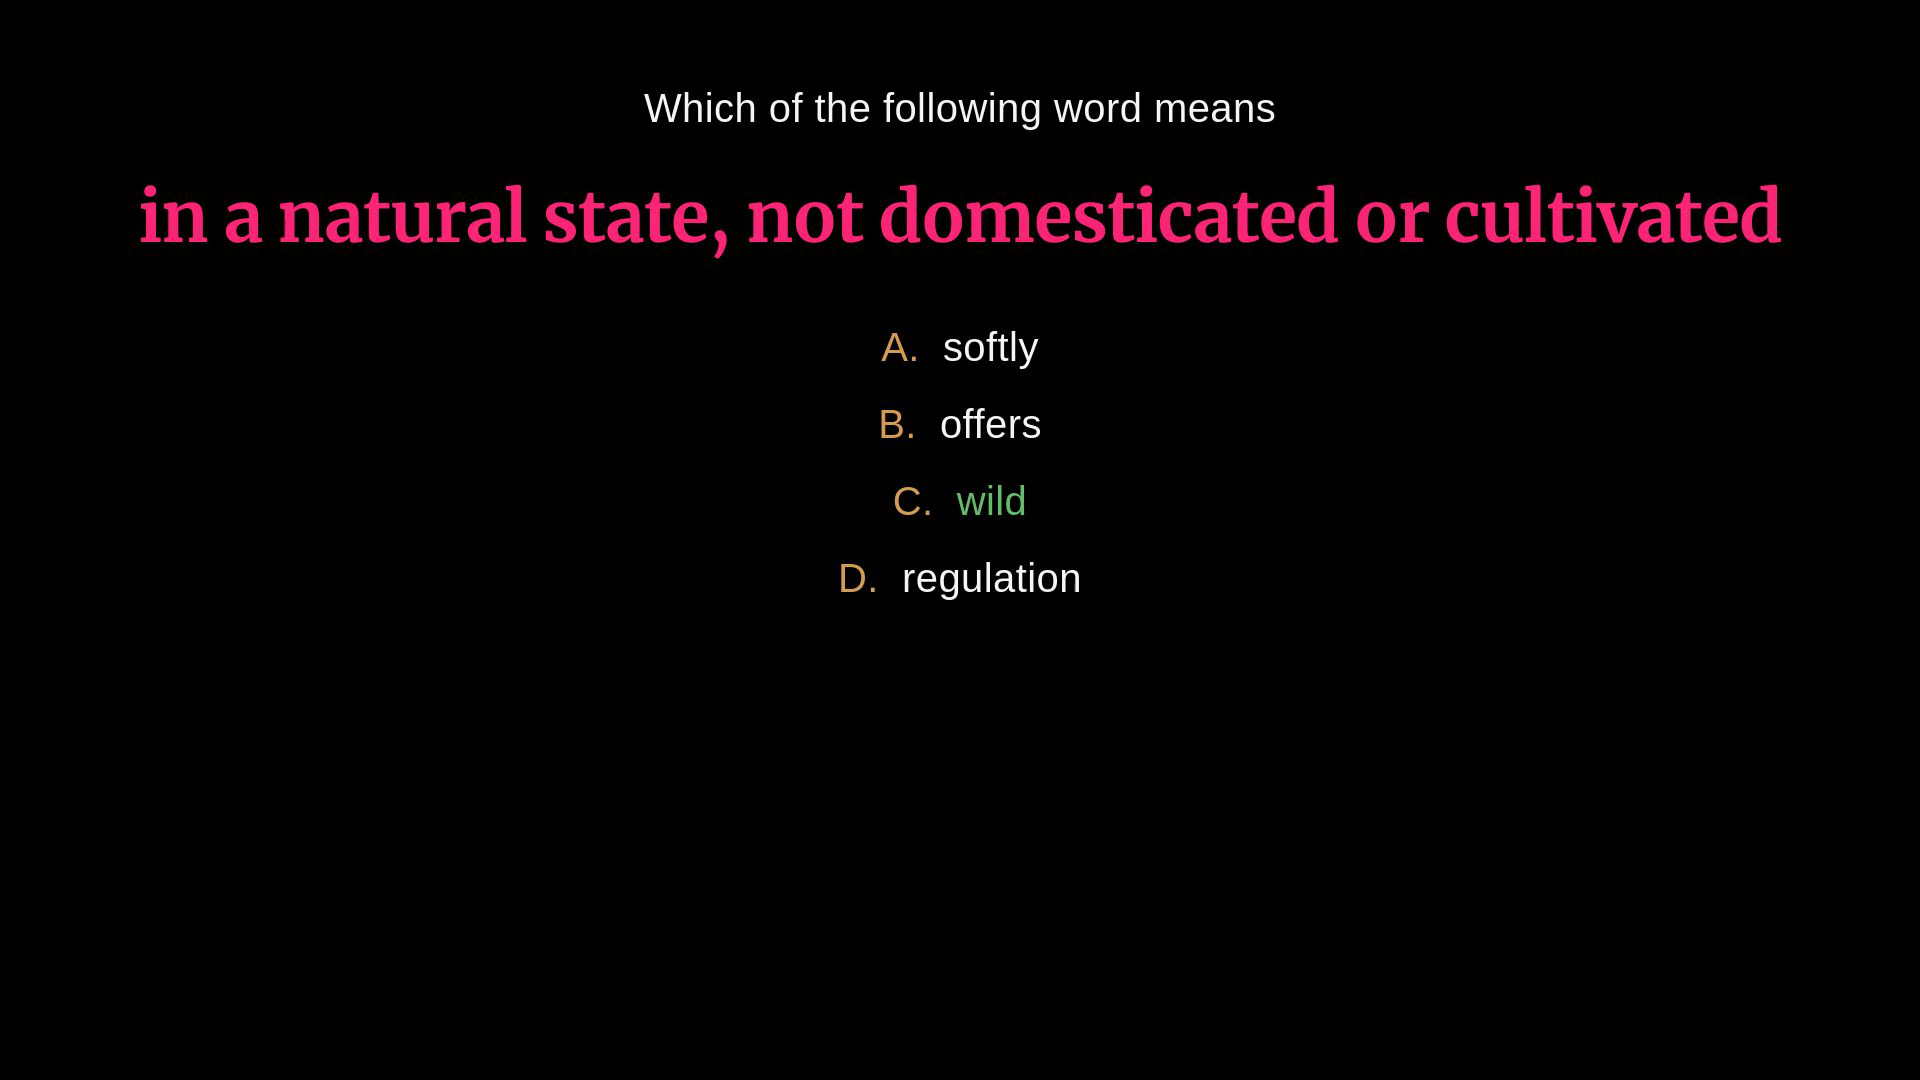 Which of the following word means
in a natural state, not domesticated or cultivated
A. softly
B. offers
C. wild
D. regulation